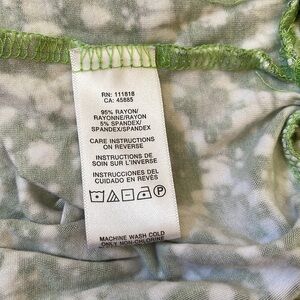 RN: 111818
CA: 45885
95% RAYON/
RAYONNE/RAYON
5% SPANDEX/
SPANDEX/SPANDEX
CARE INSTRUCTIONS
ON REVERSE
INSTRUCTIONS DE
SOIN SUR L'INVERSE
INSTRUCCIONES DEL
CUIDADO EN REVÉS
MACHINE WASH COLD
ONLY NON-CHLORINE